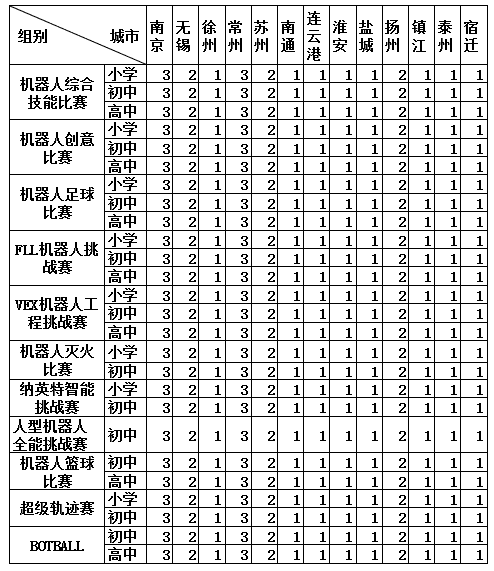 组别 城市 南京 无锡 徐州 常州 苏州 南通 连云港 淮安 盐城 扬州 镇江 泰州 宿迁
机器人综合技能比赛 小学 3 2 1 3 2 1 1 1 1 2 1 1 1
初中 3 2 1 3 2 1 1 1 1 2 1 1 1
高中 3 2 1 3 2 1 1 1 1 2 1 1 1
机器人创意比赛 小学 3 2 1 3 2 1 1 1 1 2 1 1 1
初中 3 2 1 3 2 1 1 1 1 2 1 1 1
高中 3 2 1 3 2 1 1 1 1 2 1 1 1
机器人足球比赛 小学 3 2 1 3 2 1 1 1 1 2 1 1 1
初中 3 2 1 3 2 1 1 1 1 2 1 1 1
高中 3 2 1 3 2 1 1 1 1 2 1 1 1
FLL机器人挑战赛 小学 3 2 1 3 2 1 1 1 1 2 1 1 1
初中 3 2 1 3 2 1 1 1 1 2 1 1 1
高中 3 2 1 3 2 1 1 1 1 2 1 1 1
VEX机器人工程挑战赛 小学 3 2 1 3 2 1 1 1 1 2 1 1 1
初中 3 2 1 3 2 1 1 1 1 2 1 1 1
高中 3 2 1 3 2 1 1 1 1 2 1 1 1
机器人灭火比赛 小学 3 2 1 3 2 1 1 1 1 2 1 1 1
初中 3 2 1 3 2 1 1 1 1 2 1 1 1
纳英特智能挑战赛 小学 3 2 1 3 2 1 1 1 1 2 1 1 1
初中 3 2 1 3 2 1 1 1 1 2 1 1 1
人型机器人全能挑战赛 初中 3 2 1 3 2 1 1 1 1 2 1 1 1
机器人篮球比赛 初中 3 2 1 3 2 1 1 1 1 2 1 1 1
高中 3 2 1 3 2 1 1 1 1 2 1 1 1
超级轨迹赛 小学 3 2 1 3 2 1 1 1 1 2 1 1 1
初中 3 2 1 3 2 1 1 1 1 2 1 1 1
BOTBALL 初中 3 2 1 3 2 1 1 1 1 2 1 1 1
高中 3 2 1 3 2 1 1 1 1 2 1 1 1